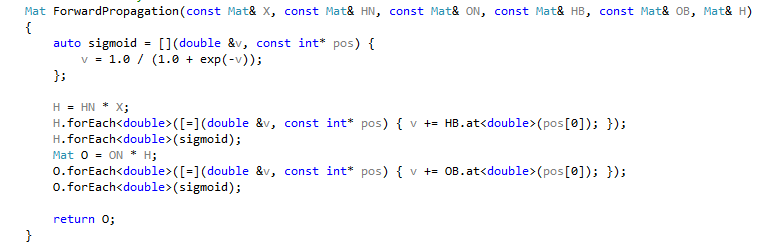 Mat ForwardPropagation(const Mat& X, const Mat& HN, const Mat& ON, const Mat& HB, const Mat& OB, Mat& H)
{
    auto sigmoid = [](double &v, const int* pos) {
        v = 1.0 / (1.0 + exp(-v));
    };

    H = HN * X;
    H.forEach<double>([=](double &v, const int* pos) { v += HB.at<double>(pos[0]); });
    H.forEach<double>(sigmoid);
    Mat O = ON * H;
    O.forEach<double>([=](double &v, const int* pos) { v += OB.at<double>(pos[0]); });
    O.forEach<double>(sigmoid);

    return O;
}